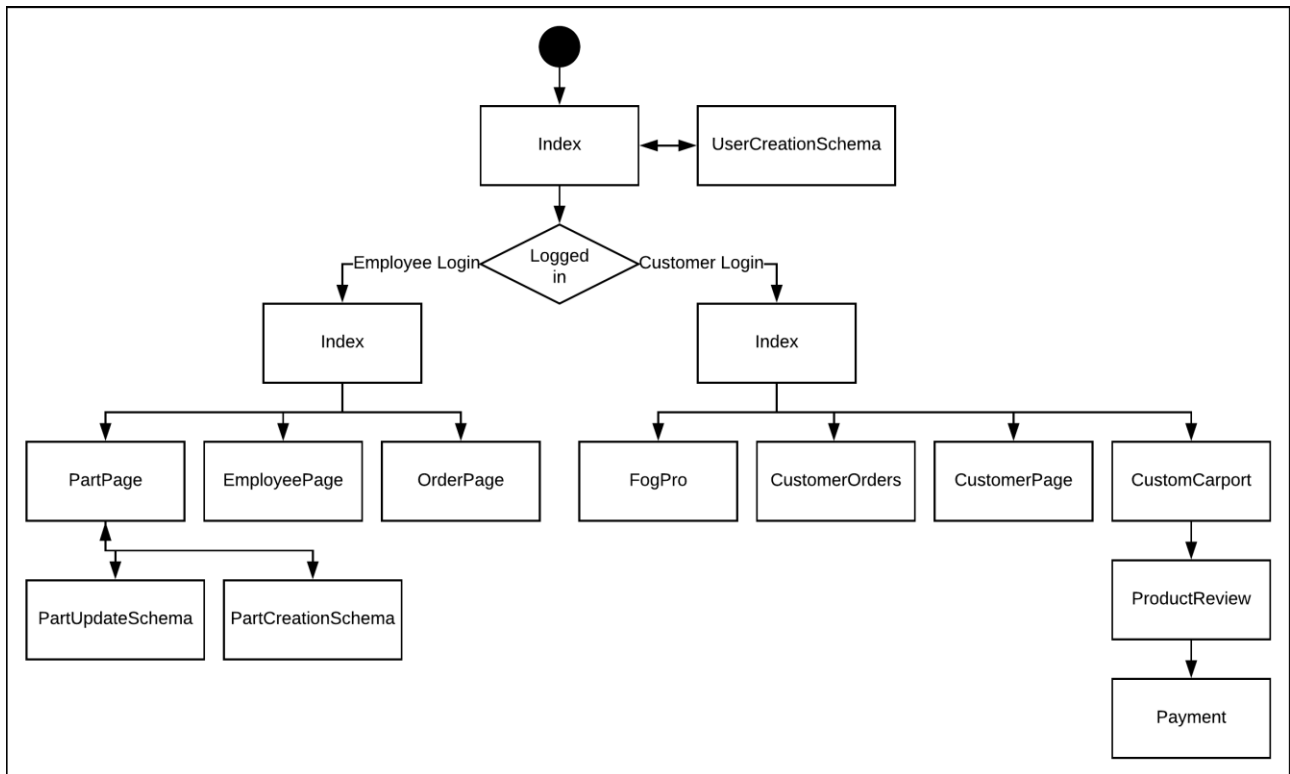 Index
UserCreationSchema
Logged
in
Employee Login
Customer Login
Index
Index
PartPage
EmployeePage
OrderPage
FogPro
CustomerOrders
CustomerPage
CustomCarport
PartUpdateSchema
PartCreationSchema
ProductReview
Payment